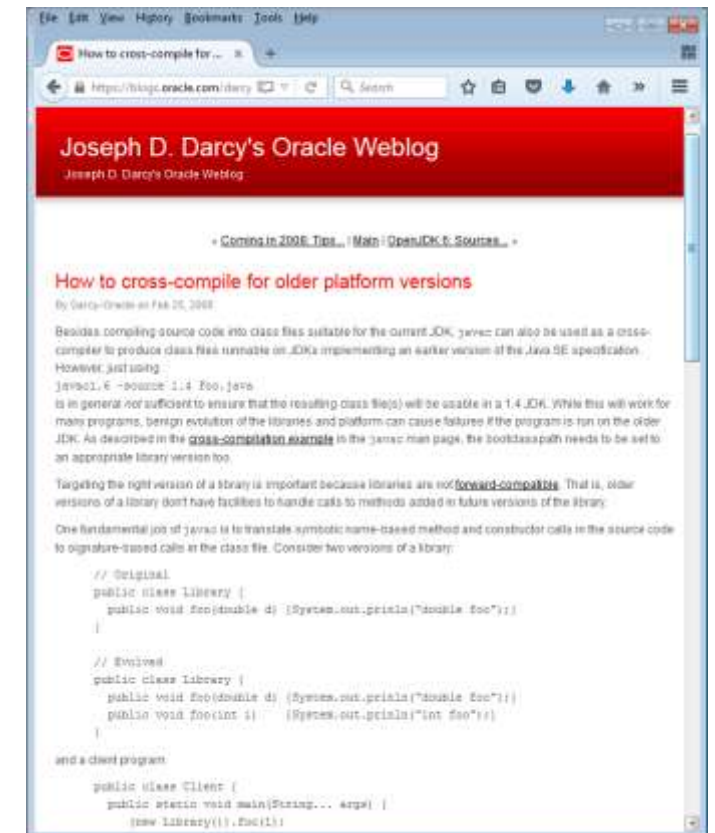 File Edit View History Bookmarks Tools Help
How to cross-compile for ... × +
https://blogs.oracle.com/darcy Search
Joseph D. Darcy's Oracle Weblog
Joseph D. Darcy's Oracle Weblog
« Coming in 2008: Tips... | Main | OpenJDK 6: Sources... »
How to cross-compile for older platform versions
By Darcy-Oracle on Feb 20, 2008
Besides compiling source code into class files suitable for the current JDK, javac can also be used as a cross-
compiler to produce class files runnable on JDKs implementing an earlier version of the Java SE specification.
However, just using
javac1.6 -source 1.4 Foo.java
is in general not sufficient to ensure that the resulting class file(s) will be usable in a 1.4 JDK. While this will work for
many programs, benign evolution of the libraries and platform can cause failures if the program is run on the older
JDK. As described in the cross-compilation example in the javac man page, the bootclasspath needs to be set to
an appropriate library version too.
Targeting the right version of a library is important because libraries are not forward-compatible. That is, older
versions of a library don't have facilities to handle calls to methods added in future versions of the library.
One fundamental job of javac is to translate symbolic name-based method and constructor calls in the source code
to signature-based calls in the class file. Consider two versions of a library:
// Original
public class Library {
public void foo(double d) {System.out.prinln("double foo");}
}
// Evolved
public class Library {
public void foo(double d) {System.out.prinln("double foo");}
public void foo(int i) {System.out.prinln("int foo");}
}
and a client program
public class Client {
public static void main(String... args) {
(new Library()).foo(1);